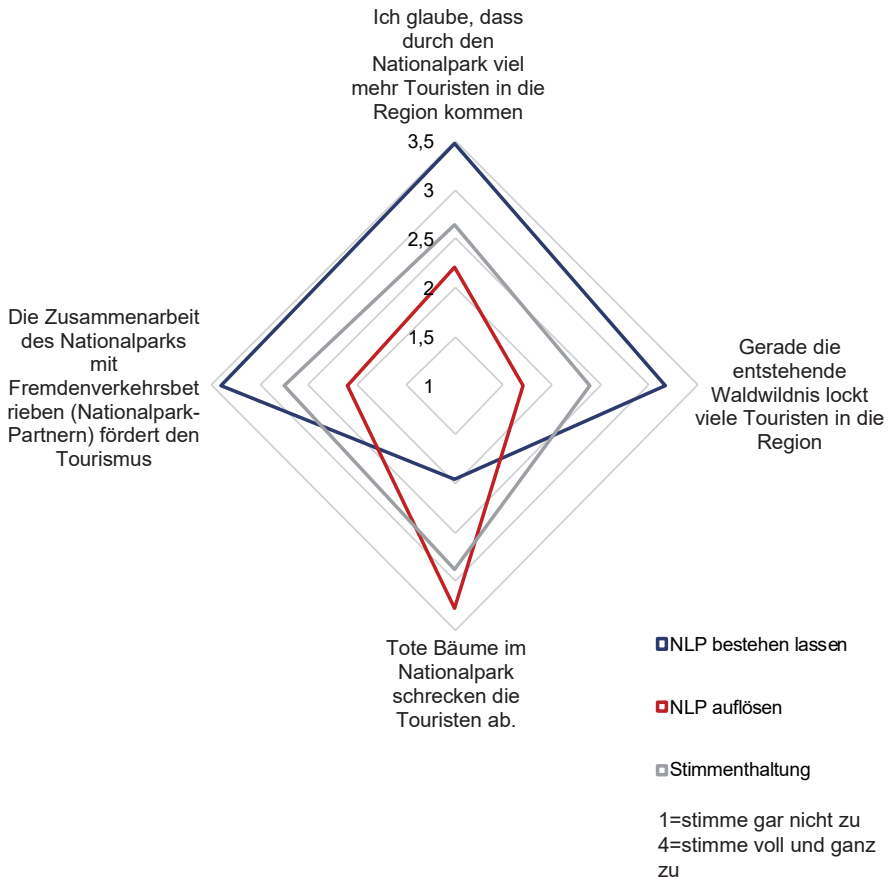 Ich glaube, dass
durch den
Nationalpark viel
mehr Touristen in die
Region kommen
3,5
3
2,5
2
1,5
1
Die Zusammenarbeit
des Nationalparks
mit
Fremdenverkehrsbet
rieben (Nationalpark-
Partnern) fördert den
Tourismus
Gerade die
entstehende
Waldwildnis lockt
viele Touristen in die
Region
Tote Bäume im
Nationalpark
schrecken die
Touristen ab.
NLP bestehen lassen
NLP auflösen
Stimmenthaltung
1=stimme gar nicht zu
4=stimme voll und ganz
zu